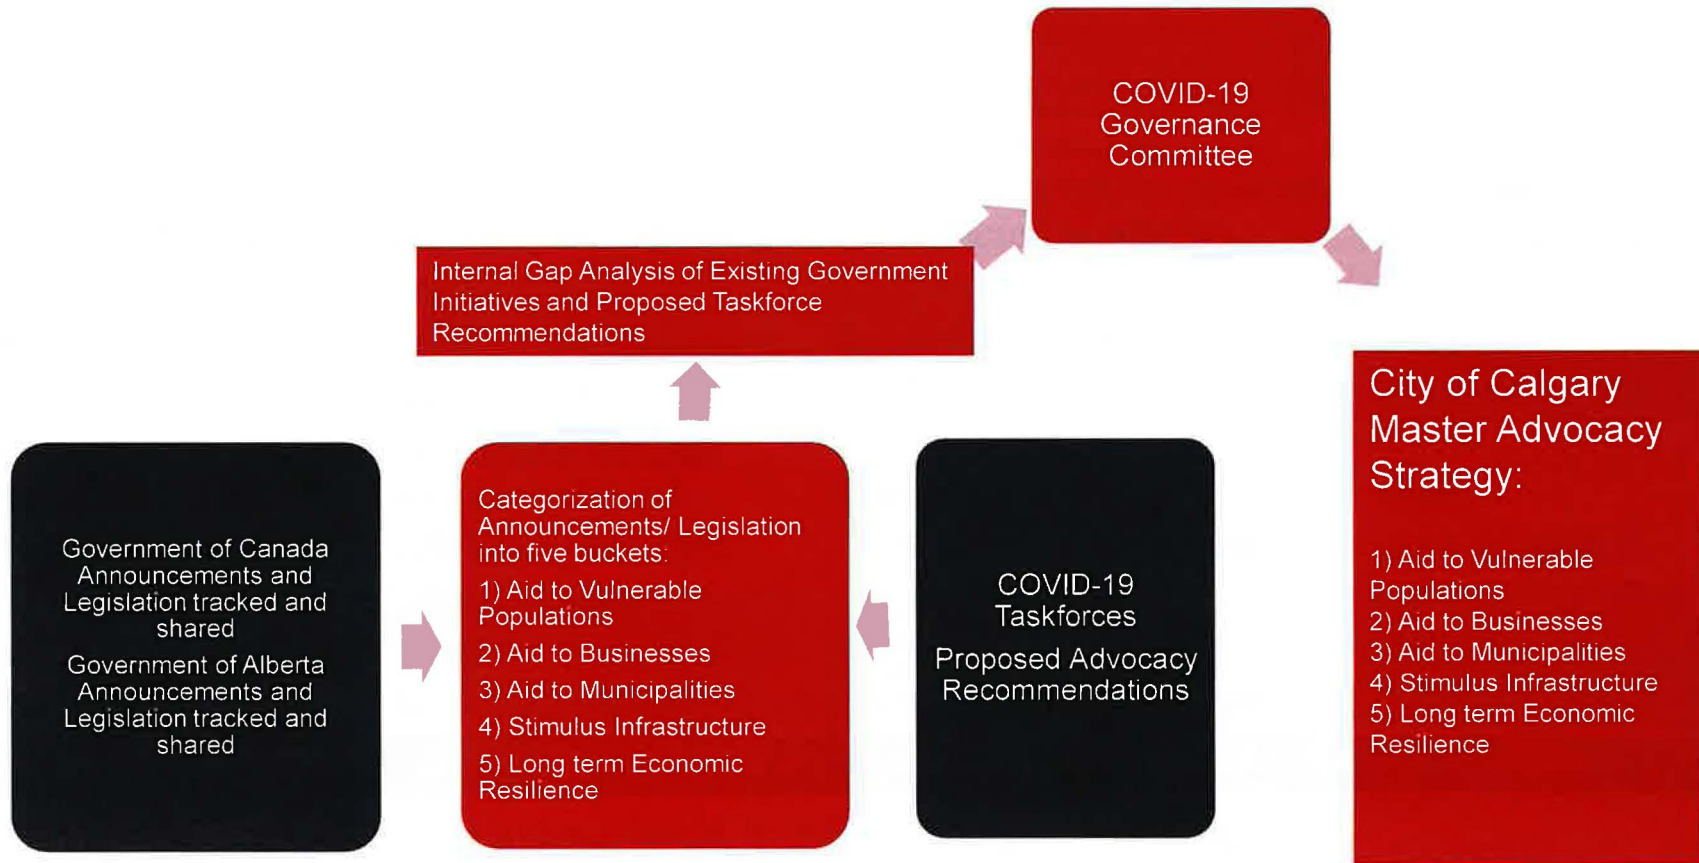 COVID-19
Governance
Committee
Internal Gap Analysis of Existing Government
Initiatives and Proposed Taskforce
Recommendations
Government of Canada
Announcements and
Legislation tracked and
shared
Government of Alberta
Announcements and
Legislation tracked and
shared
Categorization of
Announcements/ Legislation
into five buckets:
1) Aid to Vulnerable
Populations
2) Aid to Businesses
3) Aid to Municipalities
4) Stimulus Infrastructure
5) Long term Economic
Resilience
COVID-19
Taskforces
Proposed Advocacy
Recommendations
City of Calgary
Master Advocacy
Strategy:
1) Aid to Vulnerable
Populations
2) Aid to Businesses
3) Aid to Municipalities
4) Stimulus Infrastructure
5) Long term Economic
Resilience